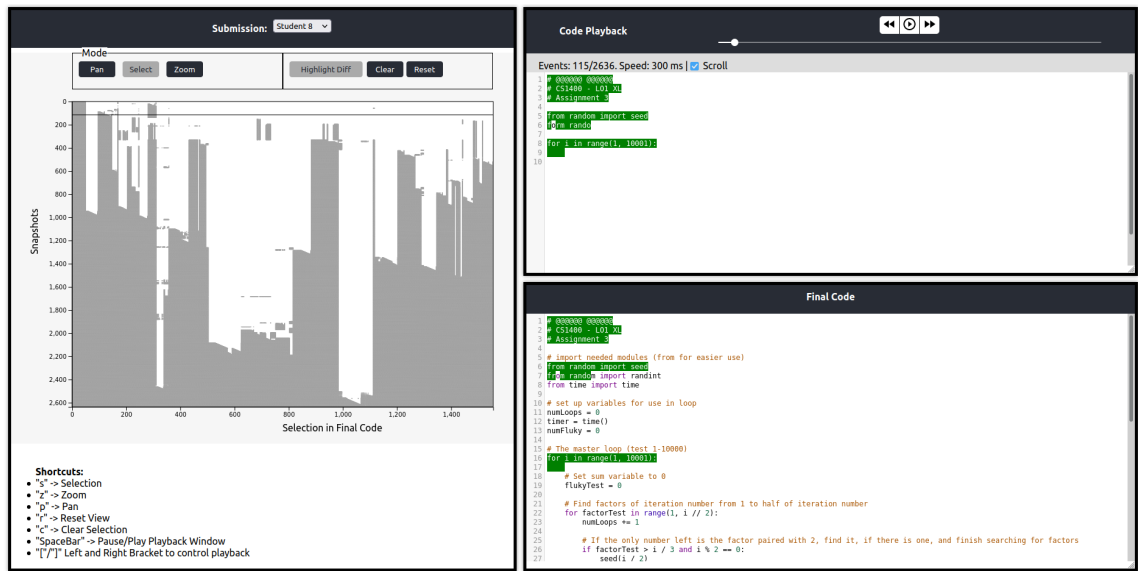 Submission: Student 8
Mode
Pan Select Zoom Highlight Diff Clear Reset
Snapshots
0
200
400
600
800
1,000
1,200
1,400
1,600
1,800
2,000
2,200
2,400
2,600
0 200 400 600 800 1,000 1,200 1,400
Selection in Final Code
Shortcuts:
"s" -> Selection
"z" -> Zoom
"p" -> Pan
"r" -> Reset View
"c" -> Clear Selection
"SpaceBar" -> Pause/Play Playback Window
"["/"]" Left and Right Bracket to control playback
Code Playback
Events: 115/2636. Speed: 300 ms | Scroll
1 # @@@@@@ @@@@@@
2 # CS1400 - LO1 XL
3 # Assignment 3
4
5 from random import seed
6 form rando
7
8 for i in range(1, 10001):
9
10
Final Code
1 # @@@@@@ @@@@@@
2 # CS1400 - LO1 XL
3 # Assignment 3
4
5 # import needed modules (from for easier use)
6 from random import seed
7 from random import randint
8 from time import time
9
10 # set up variables for use in loop
11 numLoops = 0
12 timer = time()
13 numFluky = 0
14
15 # The master loop (test 1-10000)
16 for i in range(1, 10001):
17
18 # Set sum variable to 0
19 flukyTest = 0
20
21 # Find factors of iteration number from 1 to half of iteration number
22 for factorTest in range(1, i // 2):
23 numLoops += 1
24
25 # If the only number left is the factor paired with 2, find it, if there is one, and finish searching for factors
26 if factorTest > i / 3 and i % 2 == 0:
27 seed(i / 2)